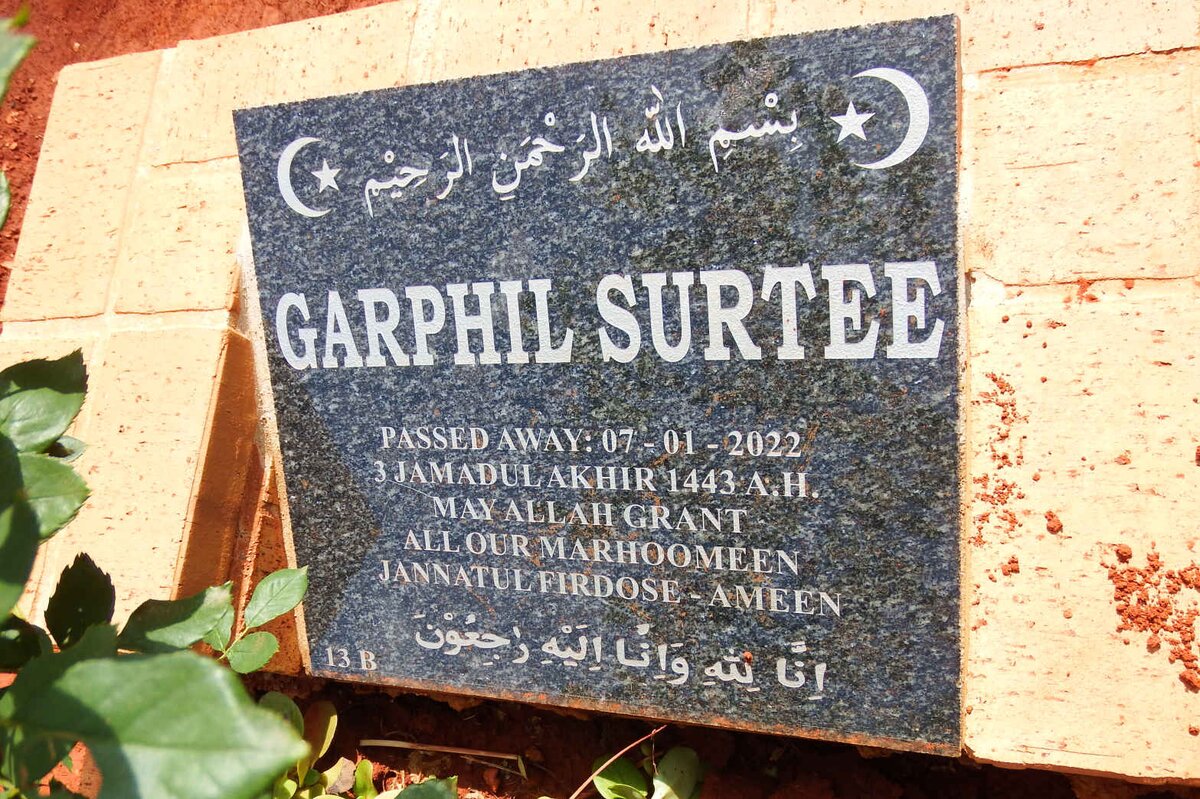 بِسْمِ اللّٰهِ الرَحْمٰنِ الرَحِيْمِ
GARPHIL SURTEE
PASSED AWAY: 07 - 01 - 2022
3 JAMADUL AKHIR 1443 A.H.
MAY ALLAH GRANT
ALL OUR MARHOOMEEN
JANNATUL FIRDOSE - AMEEN
اِنَّا لِلّٰهِ وَاِنَّا اِلَيْهِ رَاجِعُوْنَ
13 B